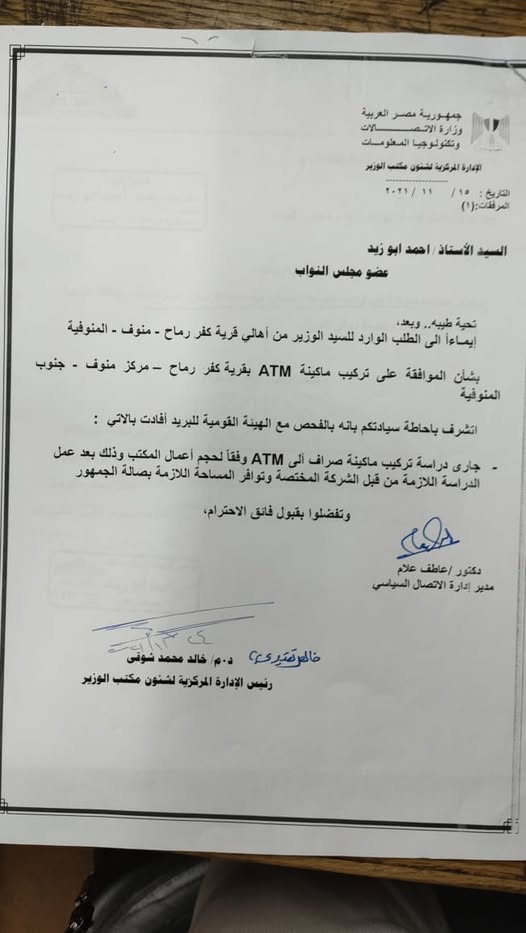 جمهورية مصر العربية
وزارة الاتصالات
وتكنولوجيا المعلومات
الإدارة المركزية لشئون مكتب الوزير
التاريخ : ١٥ / ١١ / ٢٠٢١
المرفقات:(١)
السيد الأستاذ / احمد ابو زيد
عضو مجلس النواب
تحية طيبه.. وبعد،
إيماءاً الى الطلب الوارد للسيد الوزير من أهالي قرية كفر رماح - منوف - المنوفية
بشأن الموافقة على تركيب ماكينة ATM بقرية كفر رماح – مركز منوف - جنوب
المنوفية
اتشرف باحاطة سيادتكم بانه بالفحص مع الهيئة القومية للبريد أفادت بالاتي :
- جارى دراسة تركيب ماكينة صراف ألى ATM وفقاً لحجم أعمال المكتب وذلك بعد عمل
الدراسة اللازمة من قبل الشركة المختصة وتوافر المساحة اللازمة بصالة الجمهور
وتفضلوا بقبول فائق الاحترام،
دكتور /عاطف علام
مدير إدارة الاتصال السياسي
خالص تقديري،
د.م/ خالد محمد شوقى
رئيس الإدارة المركزية لشئون مكتب الوزير